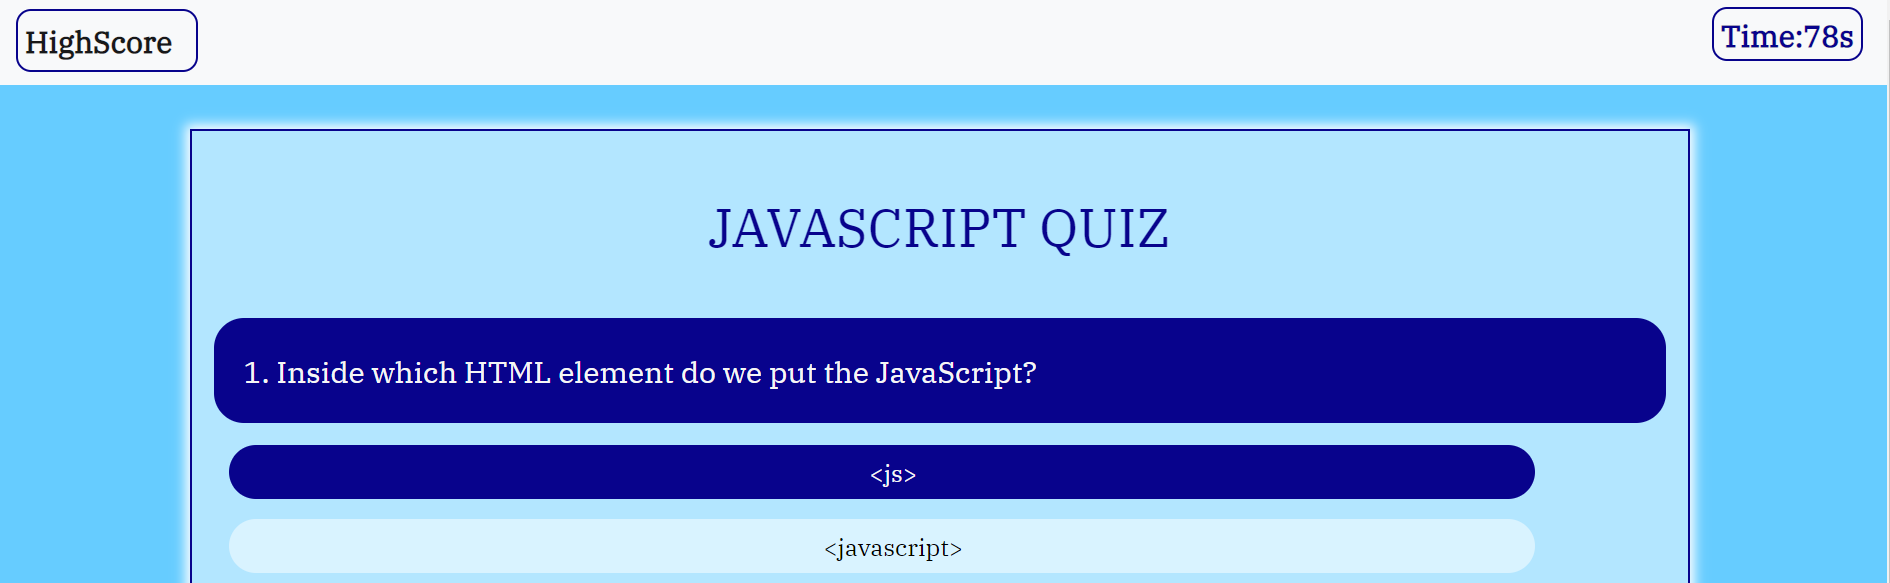 HighScore
Time:78s
JAVASCRIPT QUIZ
1. Inside which HTML element do we put the JavaScript?
<js>
<javascript>